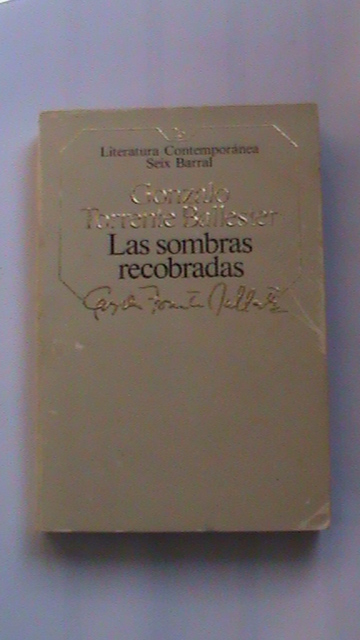 Literatura Contemporánea
Seix Barral
Gonzalo
Torrente Ballester
Las sombras
recobradas